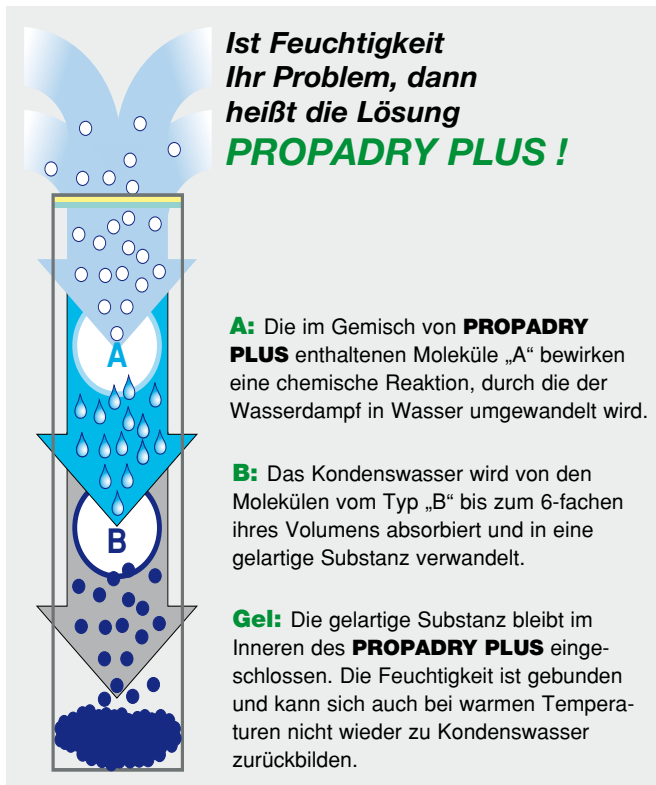 Ist Feuchtigkeit
Ihr Problem, dann
heißt die Lösung
PROPADRY PLUS !
A: Die im Gemisch von PROPADRY
PLUS enthaltenen Moleküle „A“ bewirken
eine chemische Reaktion, durch die der
Wasserdampf in Wasser umgewandelt wird.
A
B: Das Kondenswasser wird von den
Molekülen vom Typ „B“ bis zum 6-fachen
ihres Volumens absorbiert und in eine
gelartige Substanz verwandelt.
B
Gel: Die gelartige Substanz bleibt im
Inneren des PROPADRY PLUS einge-
schlossen. Die Feuchtigkeit ist gebunden
und kann sich auch bei warmen Tempera-
turen nicht wieder zu Kondenswasser
zurückbilden.